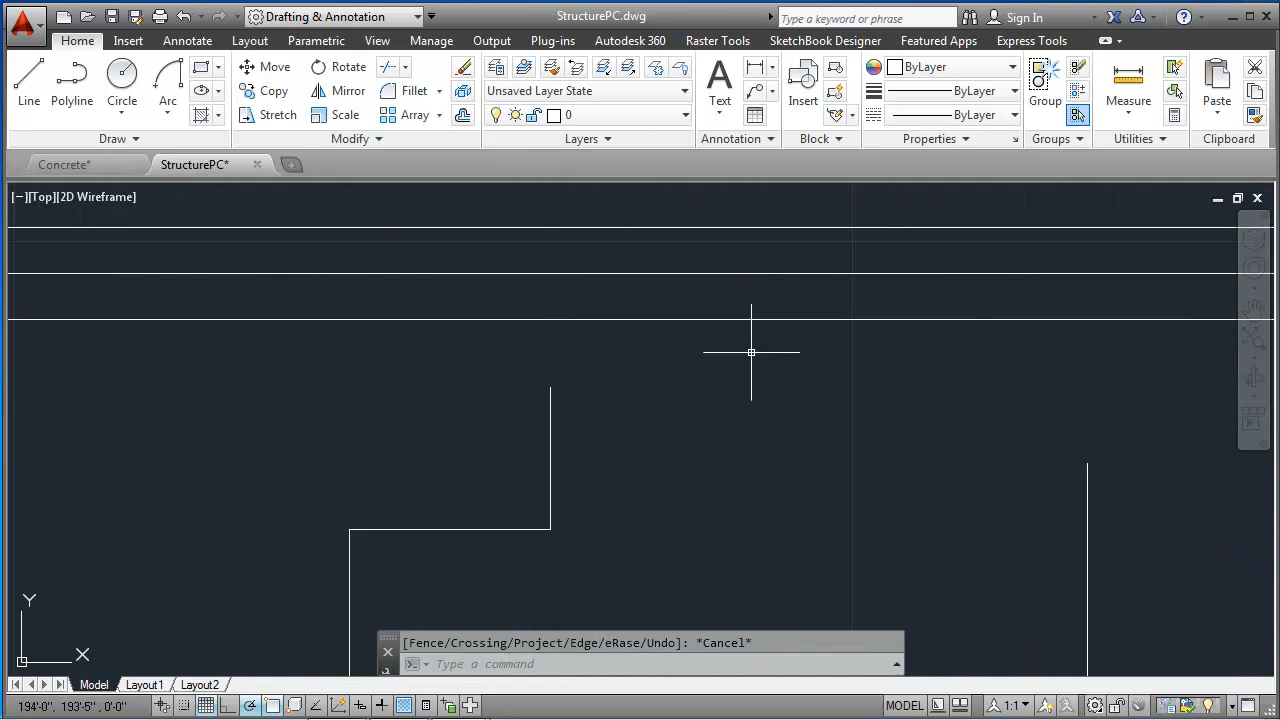 Drafting & Annotation
StructurePC.dwg
Type a keyword or phrase
Sign In
Home Insert Annotate Layout Parametric View Manage Output Plug-ins Autodesk 360 Raster Tools SketchBook Designer Featured Apps Express Tools
Line Polyline Circle Arc
Move Rotate
Copy Mirror
Stretch Scale Array
Unsaved Layer State
0
Text
Insert
ByLayer
ByLayer
ByLayer
Group
Measure
Paste
Draw Modify Layers Annotation Block Properties Groups Utilities Clipboard
Concrete* StructurePC*
[−][Top][2D Wireframe]
Y
X
[Fence/Crossing/Project/Edge/eRase/Undo]: *Cancel*
Type a command
Model Layout1 Layout2
194'-0", 193'-5", 0'-0"
MODEL
1:1